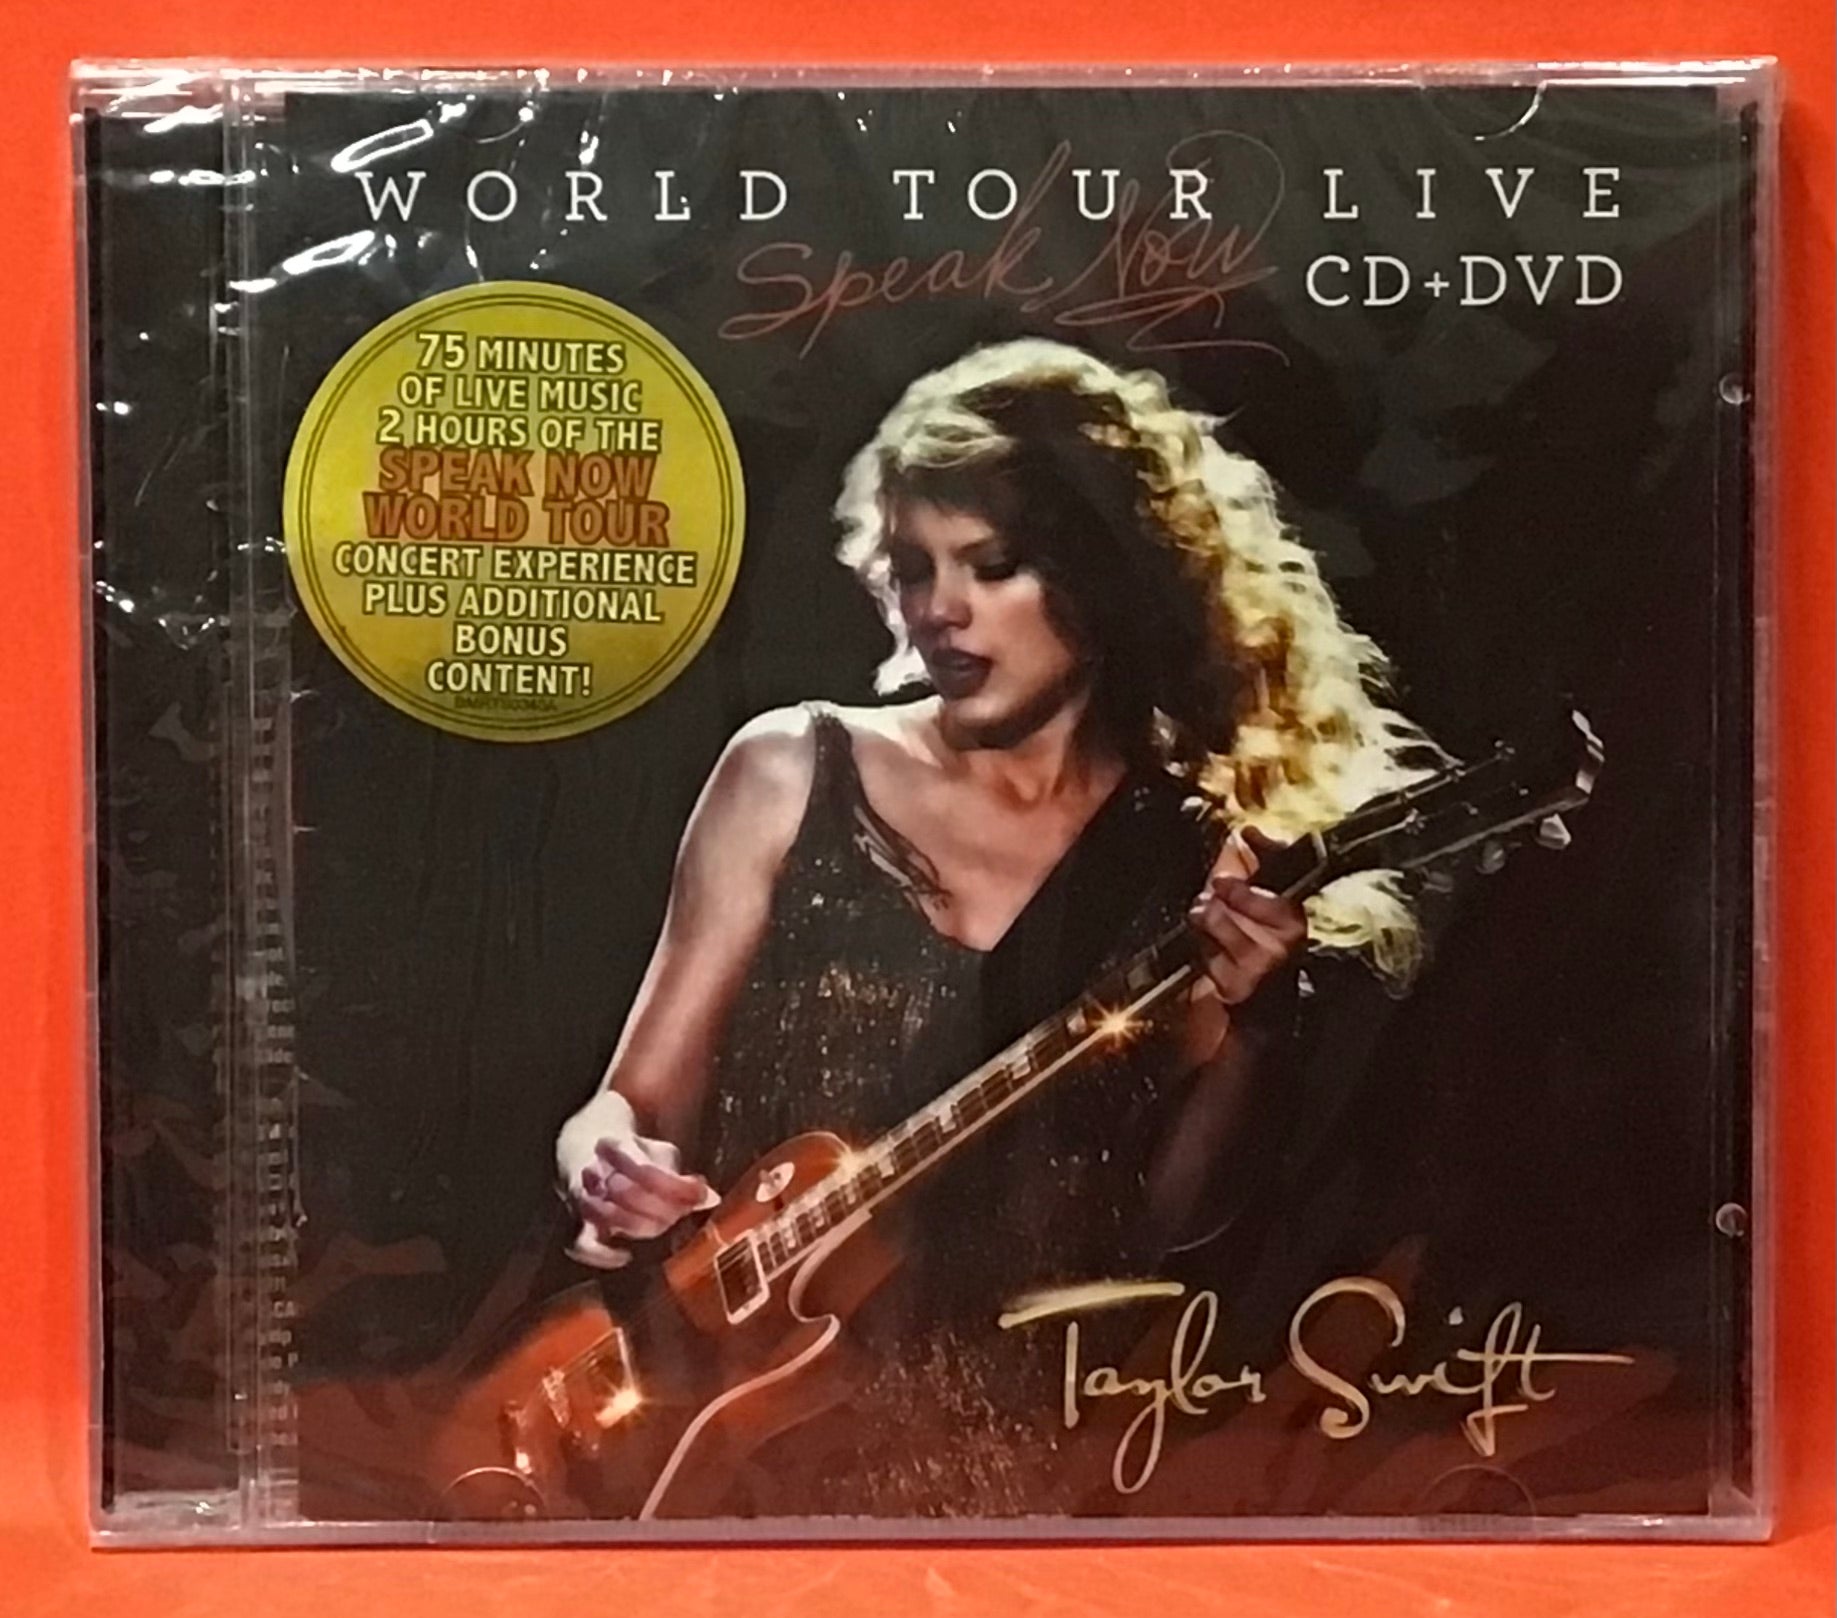 WORLD TOUR LIVE
Speak Now
CD+DVD
75 MINUTES
OF LIVE MUSIC
2 HOURS OF THE
SPEAK NOW
WORLD TOUR
CONCERT EXPERIENCE
PLUS ADDITIONAL
BONUS
CONTENT!
Taylor Swift